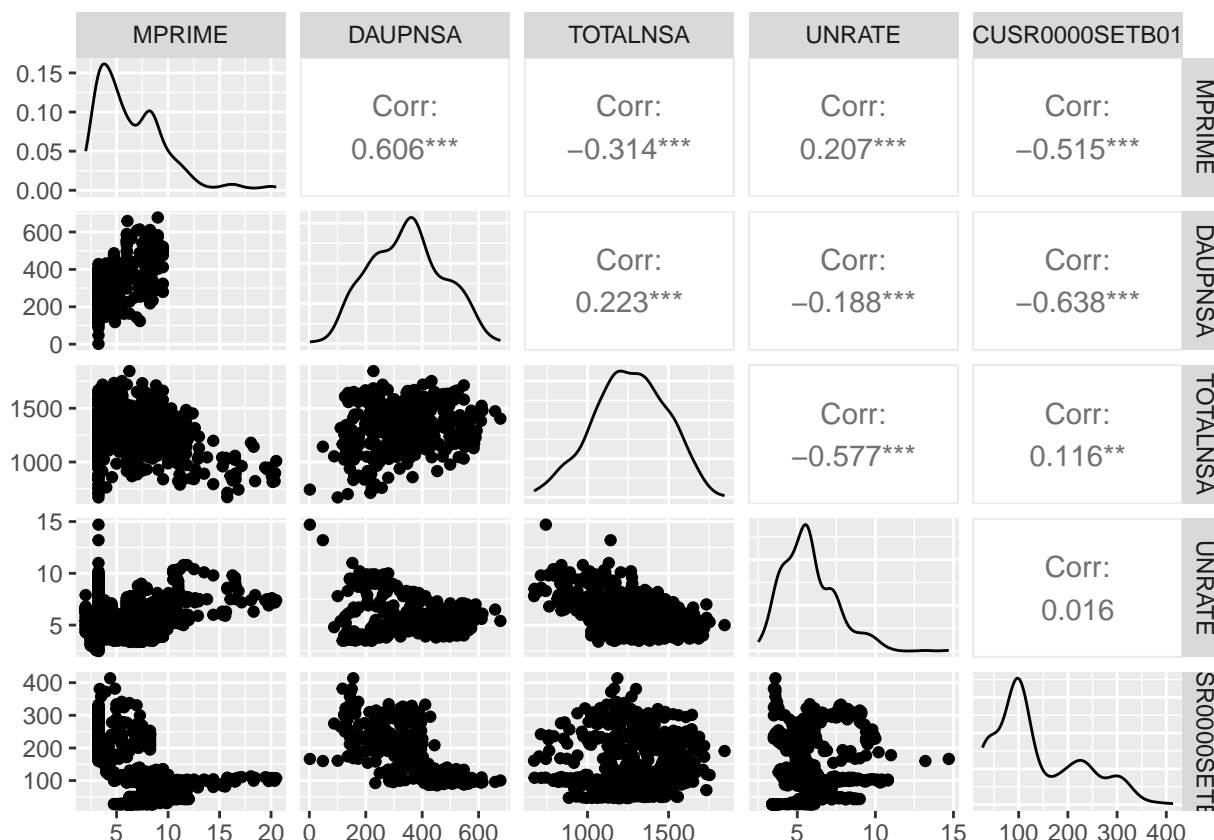 MPRIME
DAUPNSA
TOTALNSA
UNRATE
CUSR0000SETB01
0.15
0.10
0.05
0.00
Corr:
0.606***
Corr:
−0.314***
Corr:
0.207***
Corr:
−0.515***
MPRIME
600
400
200
0
Corr:
0.223***
Corr:
−0.188***
Corr:
−0.638***
DAUPNSA
1500
1000
Corr:
−0.577***
Corr:
0.116**
TOTALNSA
15
10
5
Corr:
0.016
UNRATE
400
300
200
100
SR0000SETE
5 10 15 20
0 200 400 600
1000 1500
5 10 15
100 200 300 400